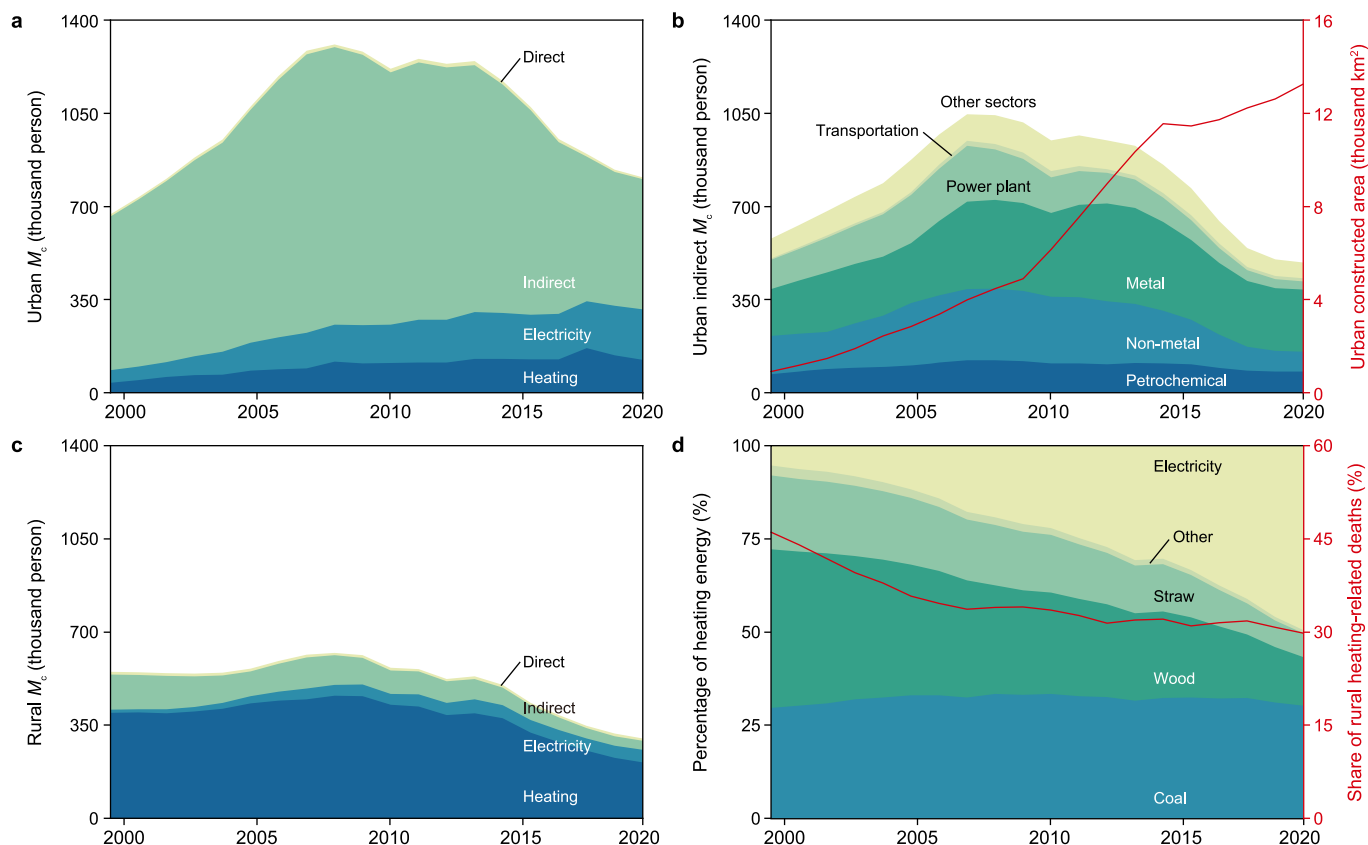 a
1400
1050
700
350
0
Urban Mc (thousand person)
Direct
Indirect
Electricity
Heating
2000
2005
2010
2015
2020
b
1400
1050
700
350
0
Urban indirect Mc (thousand person)
Other sectors
Transportation
Power plant
Metal
Non-metal
Petrochemical
16
12
8
4
0
Urban constructed area (thousand km²)
2000
2005
2010
2015
2020
c
1400
1050
700
350
0
Rural Mc (thousand person)
Direct
Indirect
Electricity
Heating
2000
2005
2010
2015
2020
d
100
75
50
25
0
Percentage of heating energy (%)
Electricity
Other
Straw
Wood
Coal
60
45
30
15
0
Share of rural heating-related deaths (%)
2000
2005
2010
2015
2020